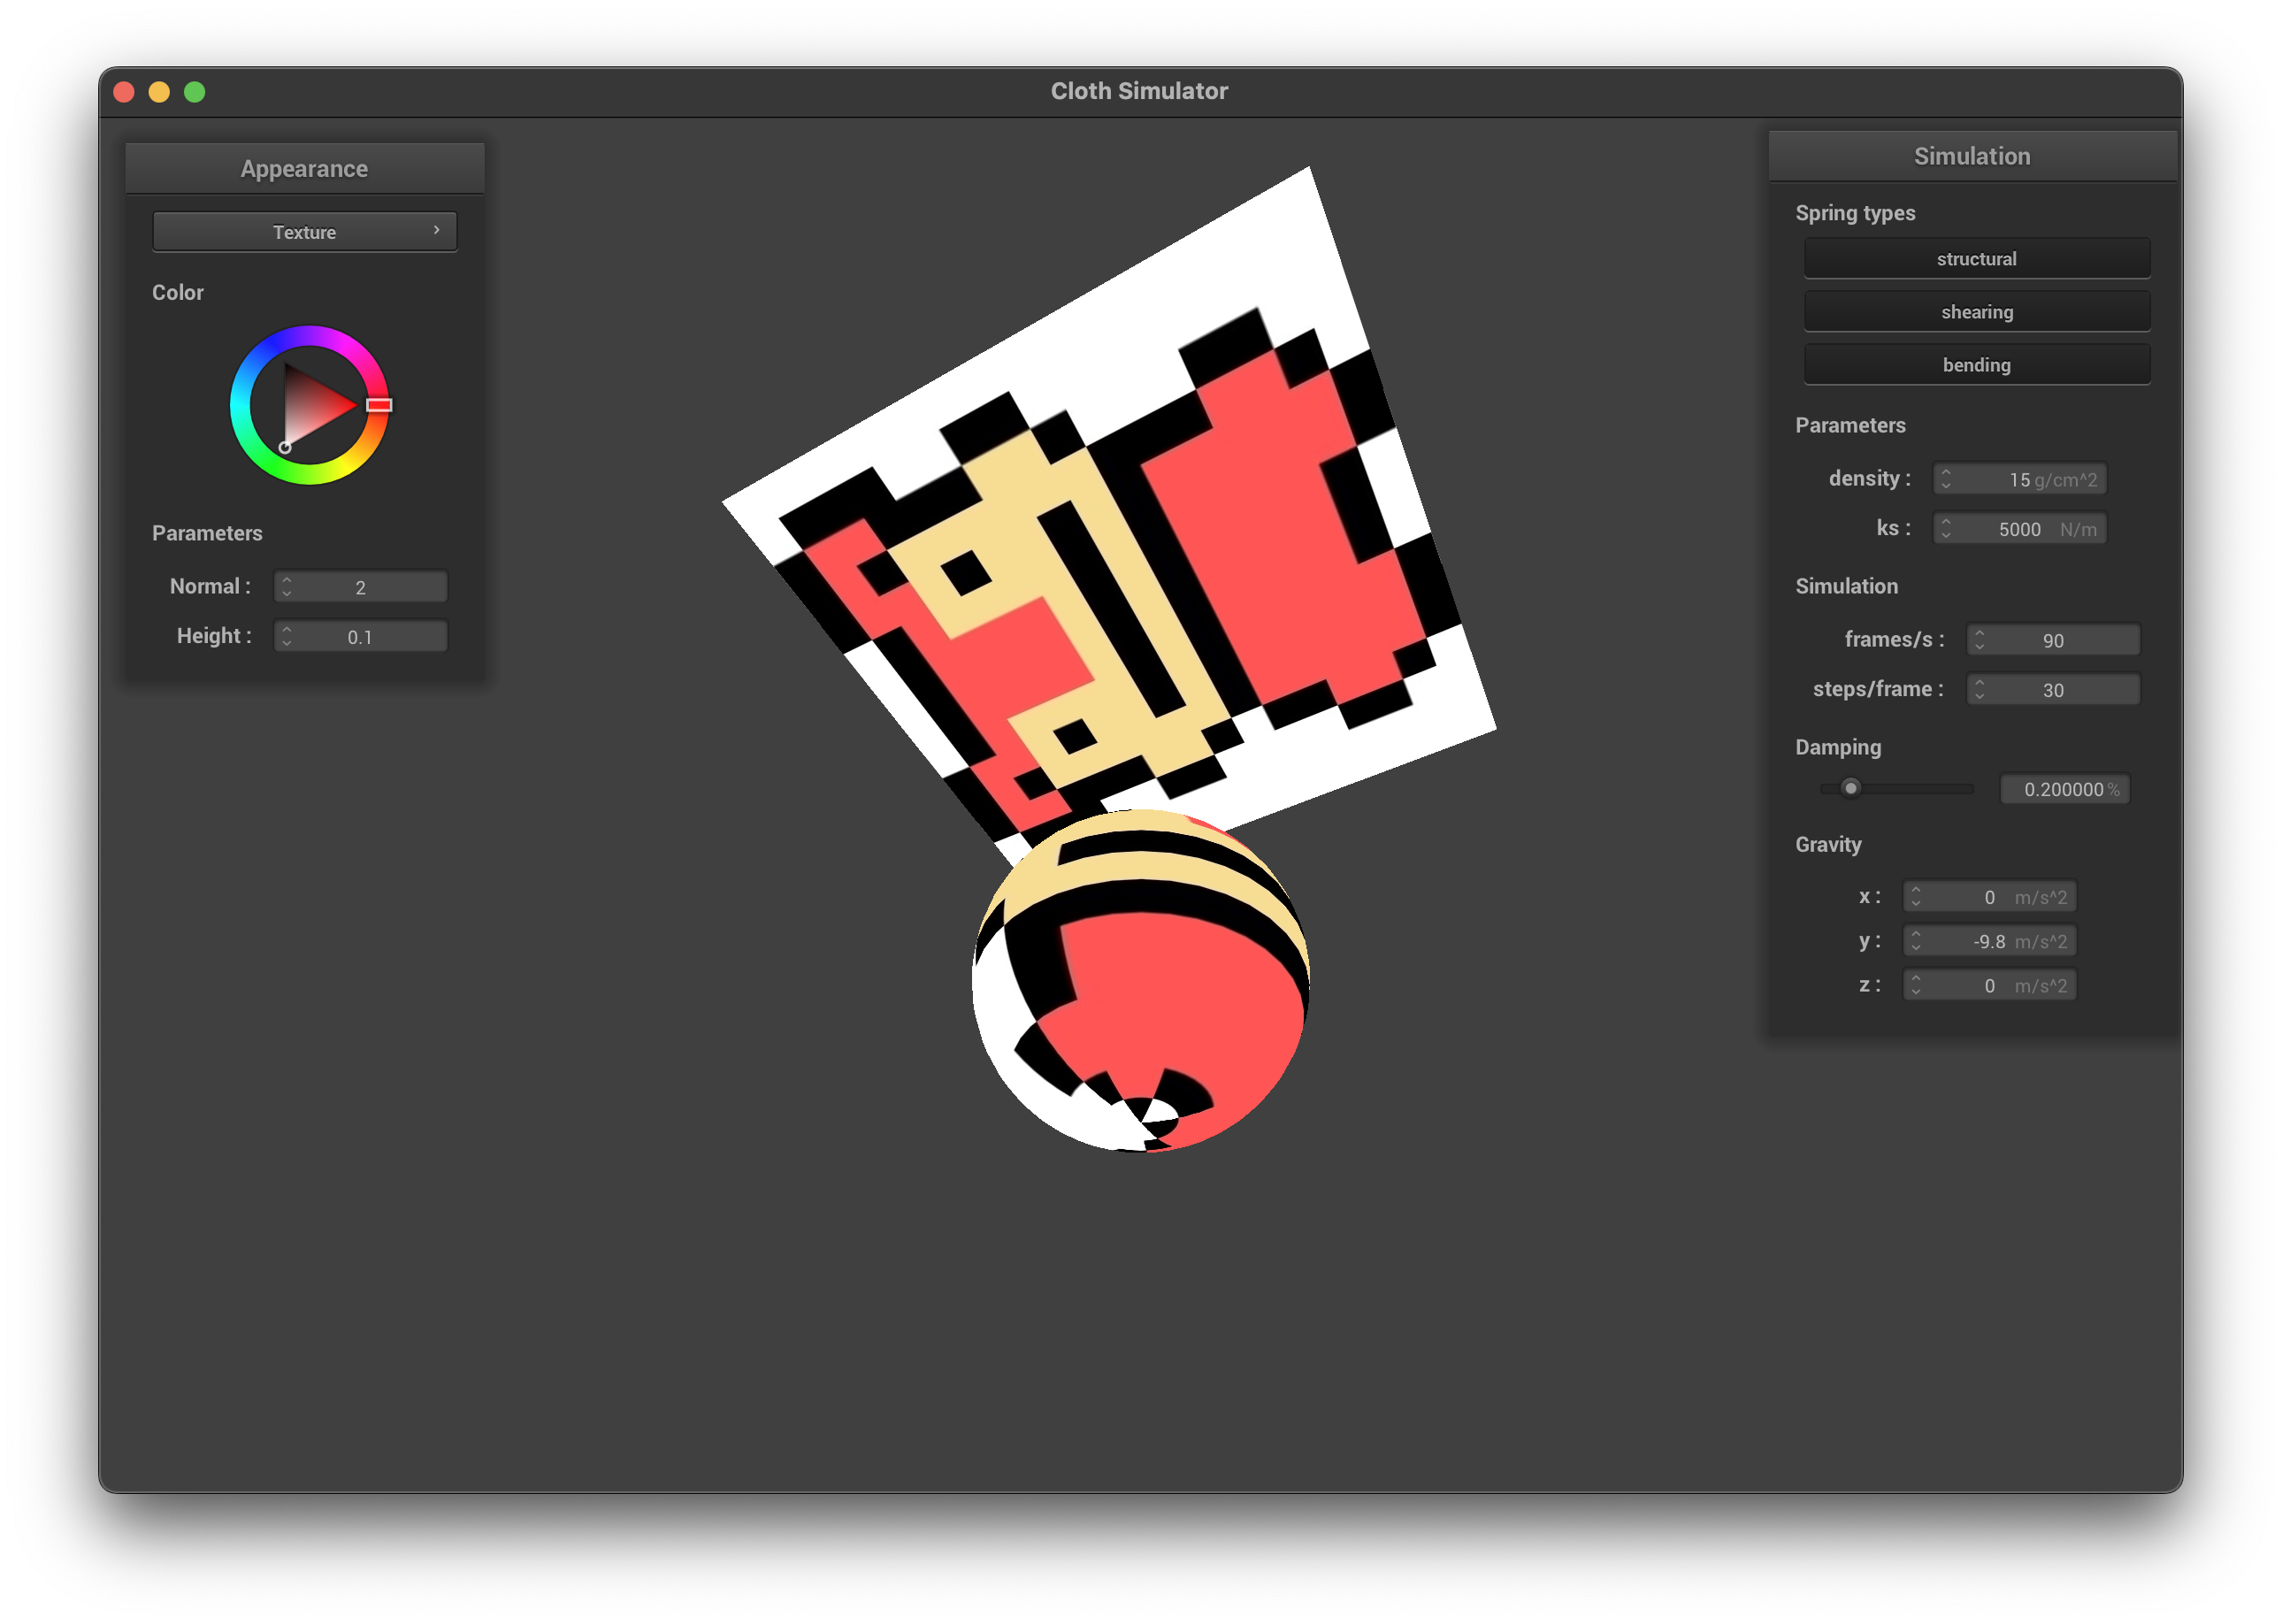 Cloth Simulator
Appearance
Texture
Color
Parameters
Normal : 2
Height : 0.1
Simulation
Spring types
structural
shearing
bending
Parameters
density : 15 g/cm^2
ks : 5000 N/m
Simulation
frames/s : 90
steps/frame : 30
Damping
0.200000 %
Gravity
x : 0 m/s^2
y : -9.8 m/s^2
z : 0 m/s^2